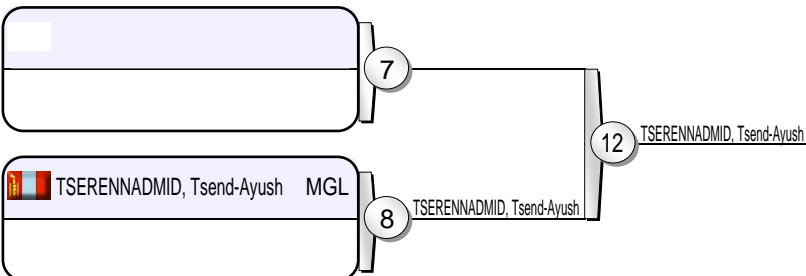 7
12
TSERENNADMID, Tsend-Ayush
TSERENNADMID, Tsend-Ayush MGL
8
TSERENNADMID, Tsend-Ayush